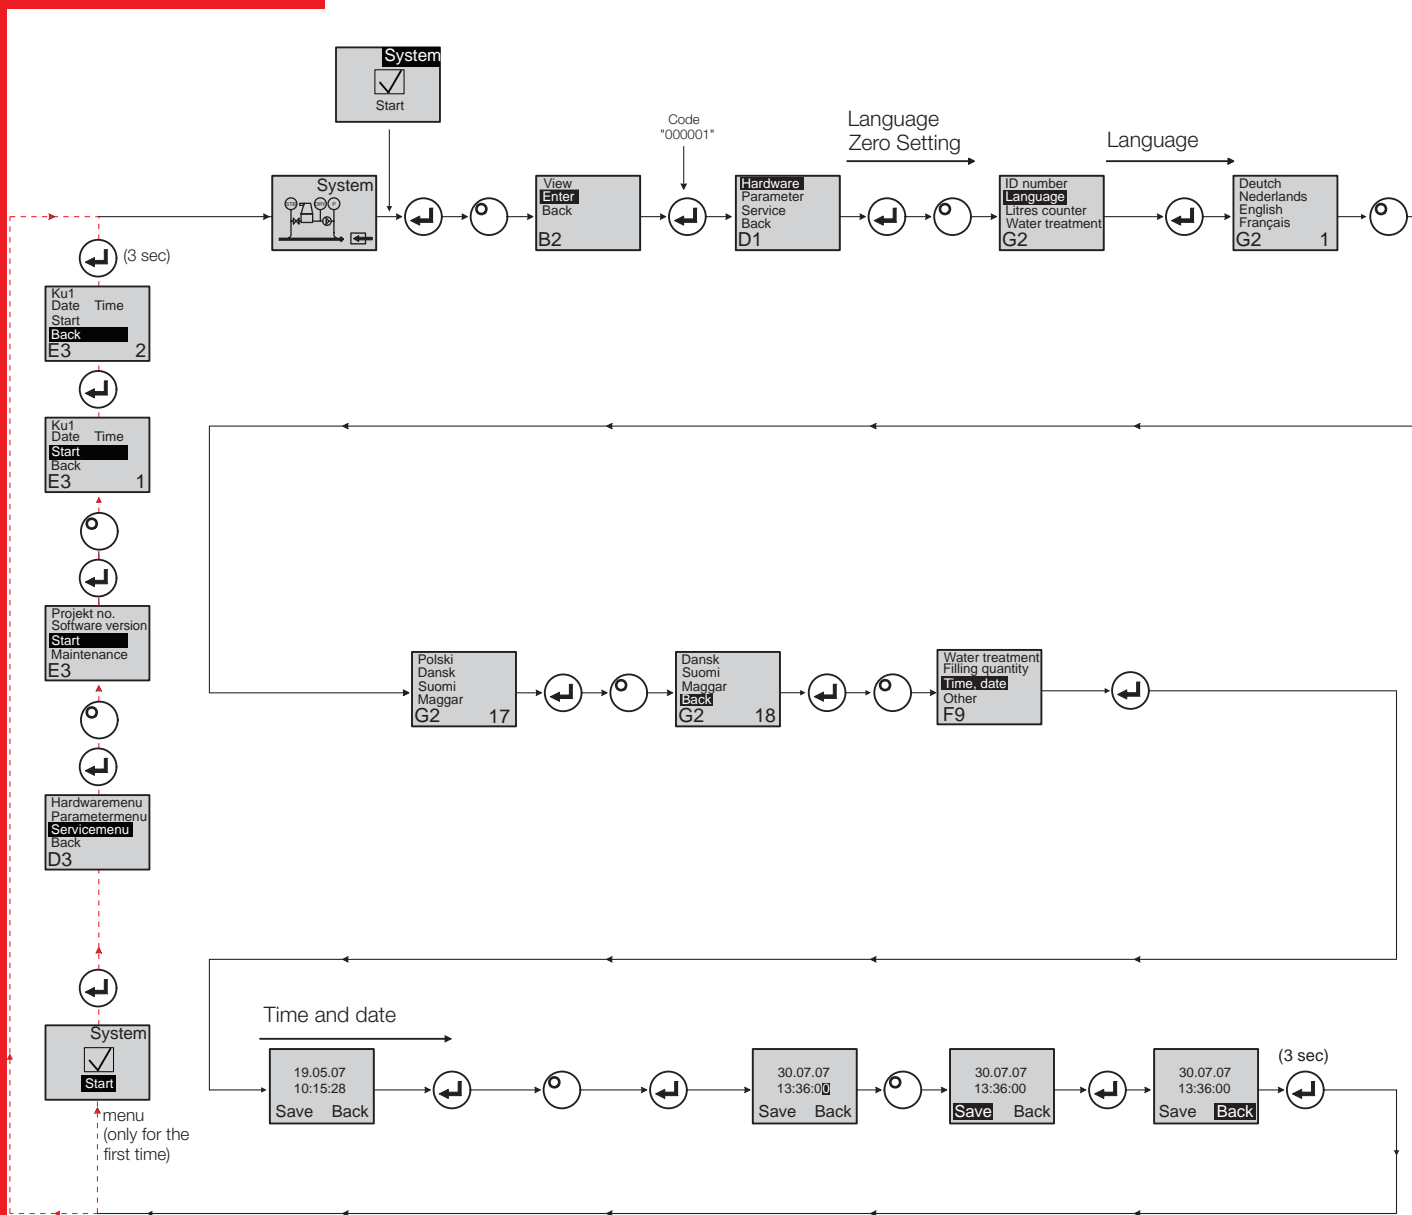 System
Start
Code
"000001"
Language
Zero Setting
Language
System
STB
DRY
P
View
Enter
Back
B2
Hardware
Parameter
Service
Back
D1
ID number
Language
Litres counter
Water treatment
G2
Deutch
Nederlands
English
Français
G2 1
(3 sec)
Ku1
Date Time
Start
Back
E3 2
Ku1
Date Time
Start
Back
E3 1
Projekt no.
Software version
Start
Maintenance
E3
Polski
Dansk
Suomi
Maggar
G2 17
Dansk
Suomi
Maggar
Back
G2 18
Water treatment
Filling quantity
Time, date
Other
F9
Hardwaremenu
Parametermenu
Servicemenu
Back
D3
System
Start
menu
(only for the
first time)
Time and date
19.05.07
10:15:28
Save Back
30.07.07
13:36:00
Save Back
30.07.07
13:36:00
Save Back
30.07.07
13:36:00
Save Back
(3 sec)